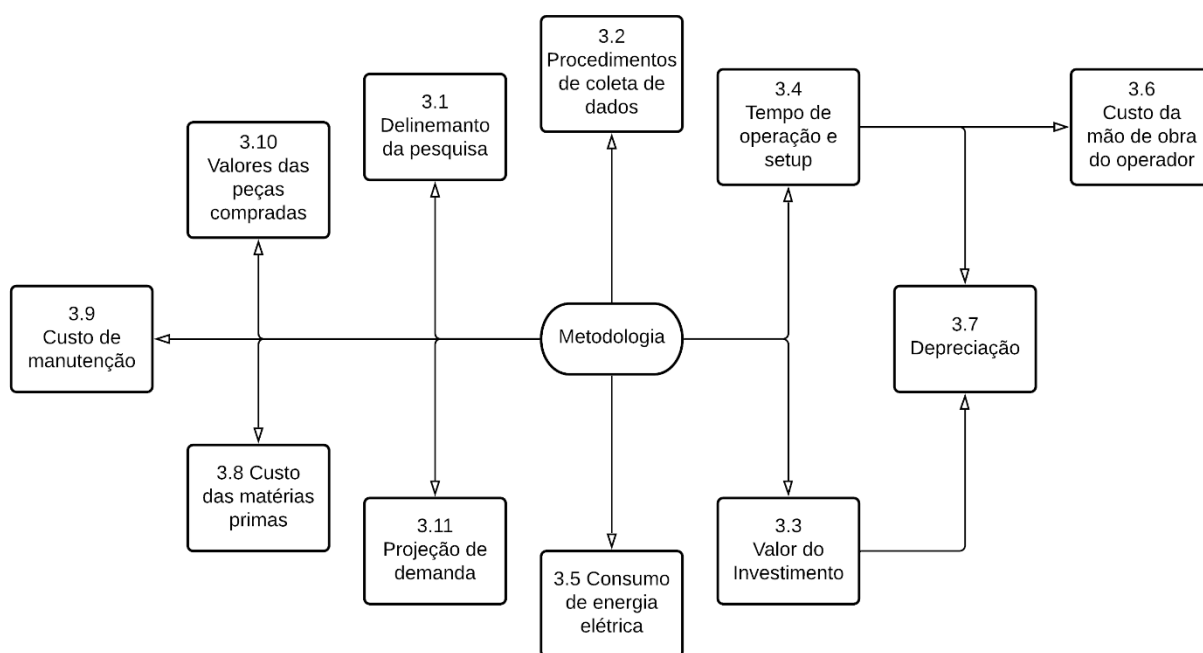 3.2
Procedimentos
de coleta de
dados
3.1
Delinemanto
da pesquisa
3.4
Tempo de
operação e
setup
3.6
Custo da
mão de obra
do operador
3.10
Valores das
peças
compradas
3.9
Custo de
manutenção
Metodologia
3.7
Depreciação
3.8 Custo
das matérias
primas
3.11
Projeção de
demanda
3.5 Consumo
de energia
elétrica
3.3
Valor do
Investimento